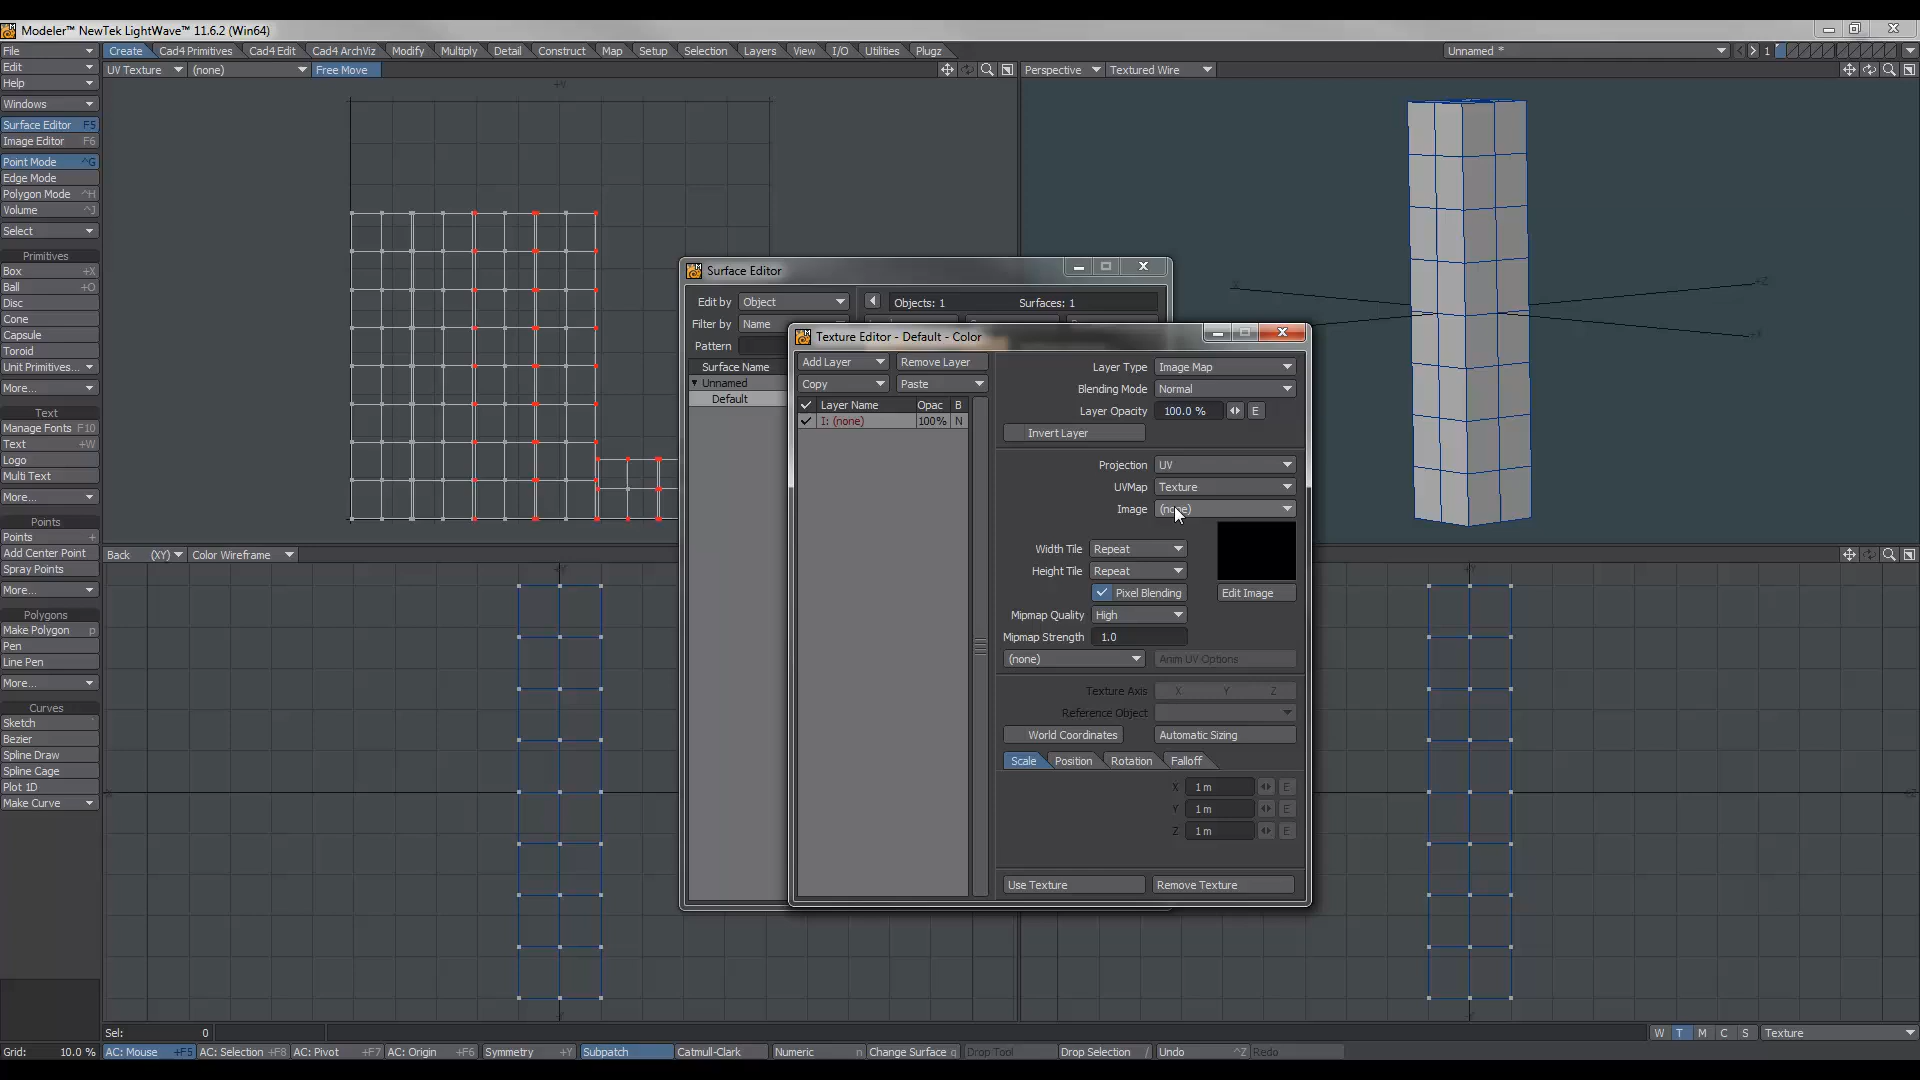 Modeler™ NewTek LightWave™ 11.6.2 (Win64)
File Create Cad4 Primitives Cad4 Edit Cad4 ArchViz Modify Multiply Detail Construct Map Setup Selection Layers View I/O Utilities Plugz Unnamed * 1
Edit UV Texture (none) Free Move Perspective Textured Wire
Help
Windows
Surface Editor F5
Image Editor F6
Point Mode ^G
Edge Mode
Polygon Mode ^H
Volume ^J
Select
Primitives
Box +X
Ball +O
Disc
Cone
Capsule
Toroid
Unit Primitives...
More...
Text
Manage Fonts F10
Text +W
Logo
Multi Text
More...
Points
Points +
Add Center Point
Spray Points
More...
Polygons
Make Polygon p
Pen
Line Pen
More...
Curves
Sketch `
Bezier
Spline Draw
Spline Cage
Plot 1D
Make Curve
+V
Back (XY) Color Wireframe
Surface Editor
Edit by Object Objects: 1 Surfaces: 1
Filter by Name
Pattern
Surface Name
Unnamed
Default
Texture Editor - Default - Color
Add Layer Remove Layer
Copy Paste
Layer Name Opac B
I: (none) 100% N
Layer Type Image Map
Blending Mode Normal
Layer Opacity 100.0 % E
Invert Layer
Projection UV
UVMap Texture
Image (none)
Width Tile Repeat
Height Tile Repeat
Pixel Blending Edit Image
Mipmap Quality High
Mipmap Strength 1.0
(none) Anim UV Options
Texture Axis X Y Z
Reference Object
World Coordinates Automatic Sizing
Scale Position Rotation Falloff
X 1 m E
Y 1 m E
Z 1 m E
Use Texture Remove Texture
Sel: 0 W T M C S Texture
Grid: 10.0 % AC: Mouse +F5 AC: Selection +F8 AC: Pivot +F7 AC: Origin +F6 Symmetry +Y Subpatch Catmull-Clark Numeric n Change Surface q Drop Tool Drop Selection / Undo ^Z Redo